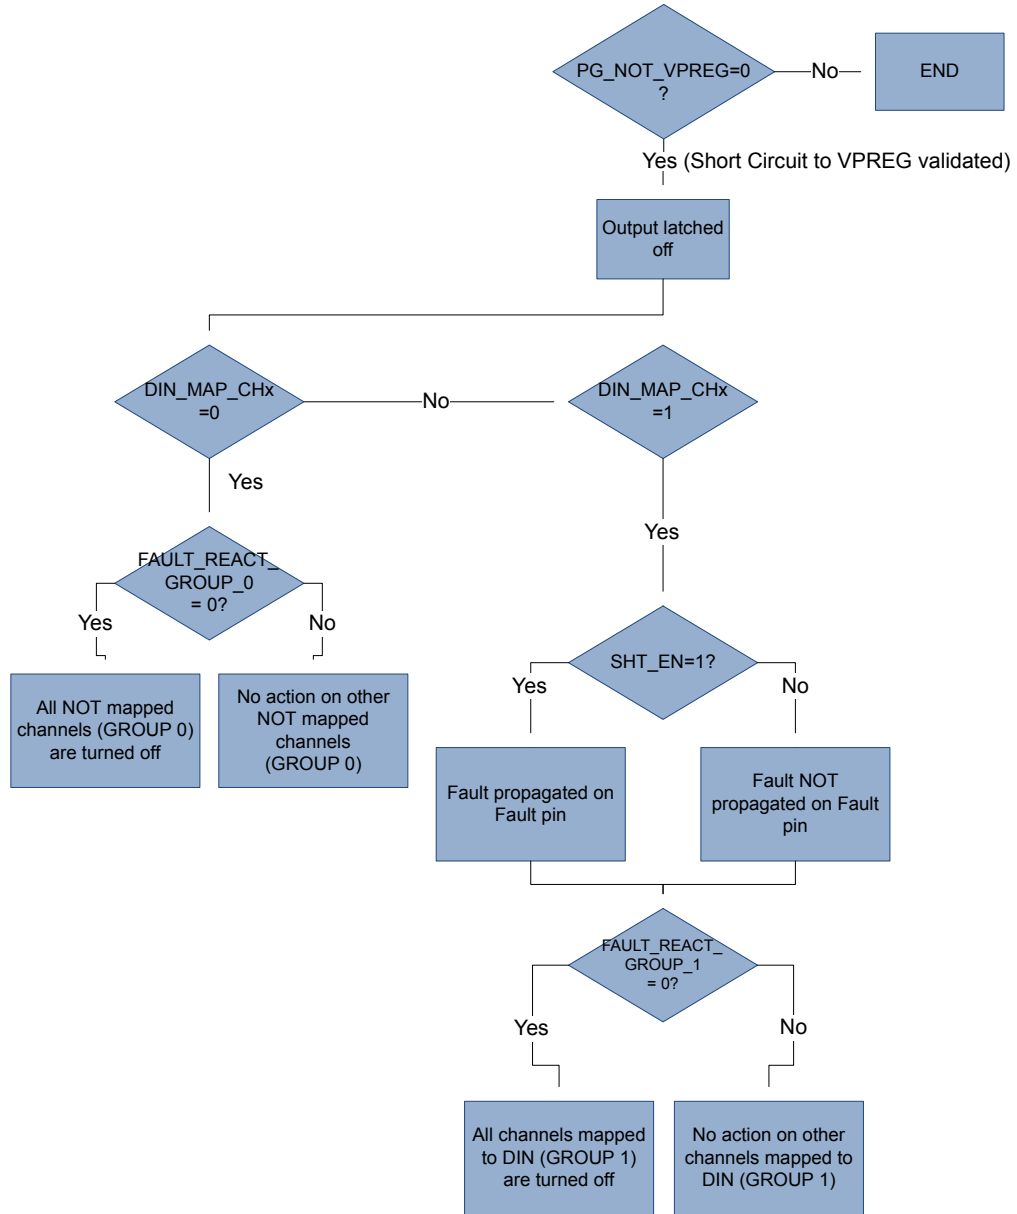 PG_NOT_VPREG=0
?
No
END
Yes (Short Circuit to VPREG validated)
Output latched
off
DIN_MAP_CHx
=0
No
DIN_MAP_CHx
=1
Yes
Yes
FAULT_REACT_
GROUP_0
= 0?
Yes
No
All NOT mapped
channels (GROUP 0)
are turned off
No action on other
NOT mapped
channels
(GROUP 0)
SHT_EN=1?
Yes
No
Fault propagated on
Fault pin
Fault NOT
propagated on Fault
pin
FAULT_REACT_
GROUP_1
= 0?
Yes
No
All channels mapped
to DIN (GROUP 1)
are turned off
No action on other
channels mapped to
DIN (GROUP 1)